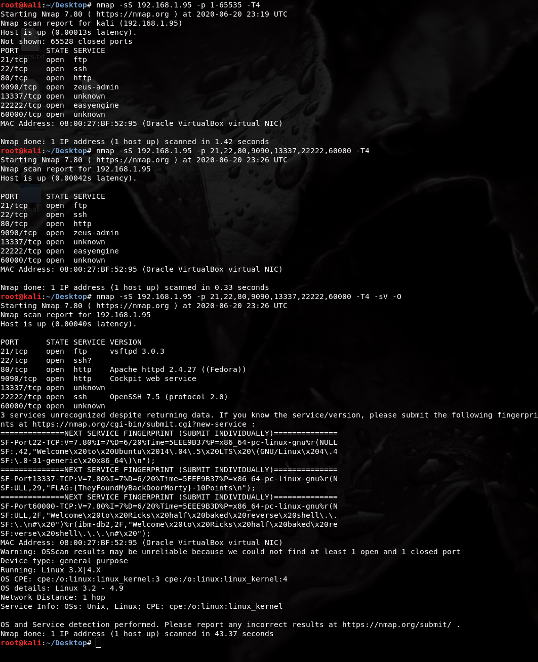 root@kali:~/Desktop# nmap -sS 192.168.1.95 -p 1-65535 -T4
Starting Nmap 7.80 ( https://nmap.org ) at 2020-06-20 23:19 UTC
Nmap scan report for kali (192.168.1.95)
Host is up (0.00013s latency).
Not shown: 65528 closed ports
PORT      STATE SERVICE
21/tcp    open  ftp
22/tcp    open  ssh
80/tcp    open  http
9090/tcp  open  zeus-admin
13337/tcp open  unknown
22222/tcp open  easyengine
60000/tcp open  unknown
MAC Address: 08:00:27:BF:52:95 (Oracle VirtualBox virtual NIC)
Nmap done: 1 IP address (1 host up) scanned in 1.42 seconds
root@kali:~/Desktop# nmap -sS 192.168.1.95 -p 21,22,80,9090,13337,22222,60000 -T4
Starting Nmap 7.80 ( https://nmap.org ) at 2020-06-20 23:26 UTC
Nmap scan report for 192.168.1.95
Host is up (0.00042s latency).
PORT      STATE SERVICE
21/tcp    open  ftp
22/tcp    open  ssh
80/tcp    open  http
9090/tcp  open  zeus-admin
13337/tcp open  unknown
22222/tcp open  easyengine
60000/tcp open  unknown
MAC Address: 08:00:27:BF:52:95 (Oracle VirtualBox virtual NIC)
Nmap done: 1 IP address (1 host up) scanned in 0.33 seconds
root@kali:~/Desktop# nmap -sS 192.168.1.95 -p 21,22,80,9090,13337,22222,60000 -T4 -sV -O
Starting Nmap 7.80 ( https://nmap.org ) at 2020-06-20 23:26 UTC
Nmap scan report for 192.168.1.95
Host is up (0.00040s latency).
PORT      STATE SERVICE VERSION
21/tcp    open  ftp     vsftpd 3.0.3
22/tcp    open  ssh?
80/tcp    open  http    Apache httpd 2.4.27 ((Fedora))
9090/tcp  open  http    Cockpit web service
13337/tcp open  unknown
22222/tcp open  ssh     OpenSSH 7.5 (protocol 2.0)
60000/tcp open  unknown
3 services unrecognized despite returning data. If you know the service/version, please submit the following fingerpri
nts at https://nmap.org/cgi-bin/submit.cgi?new-service :
==============NEXT SERVICE FINGERPRINT (SUBMIT INDIVIDUALLY)==============
SF-Port22-TCP:V=7.80%I=7%D=6/20%Time=5EEE9B37%P=x86_64-pc-linux-gnu%r(NULL
SF:,42,"Welcome\x20to\x20Ubuntu\x2014\.04\.5\x20LTS\x20\(GNU/Linux\x204\.4
SF:\.0-31-generic\x20x86_64\)\n");
==============NEXT SERVICE FINGERPRINT (SUBMIT INDIVIDUALLY)==============
SF-Port13337-TCP:V=7.80%I=7%D=6/20%Time=5EEE9B37%P=x86_64-pc-linux-gnu%r(N
SF:ULL,29,"FLAG:{TheyFoundMyBackDoorMorty}-10Points\n");
==============NEXT SERVICE FINGERPRINT (SUBMIT INDIVIDUALLY)==============
SF-Port60000-TCP:V=7.80%I=7%D=6/20%Time=5EEE9B3D%P=x86_64-pc-linux-gnu%r(N
SF:ULL,2F,"Welcome\x20to\x20Ricks\x20half\x20baked\x20reverse\x20shell\.\.
SF:\.\n#\x20")%r(ibm-db2,2F,"Welcome\x20to\x20Ricks\x20half\x20baked\x20re
SF:verse\x20shell\.\.\.\n#\x20");
MAC Address: 08:00:27:BF:52:95 (Oracle VirtualBox virtual NIC)
Warning: OSScan results may be unreliable because we could not find at least 1 open and 1 closed port
Device type: general purpose
Running: Linux 3.X|4.X
OS CPE: cpe:/o:linux:linux_kernel:3 cpe:/o:linux:linux_kernel:4
OS details: Linux 3.2 - 4.9
Network Distance: 1 hop
Service Info: OSs: Unix, Linux; CPE: cpe:/o:linux:linux_kernel
OS and Service detection performed. Please report any incorrect results at https://nmap.org/submit/ .
Nmap done: 1 IP address (1 host up) scanned in 43.37 seconds
root@kali:~/Desktop#